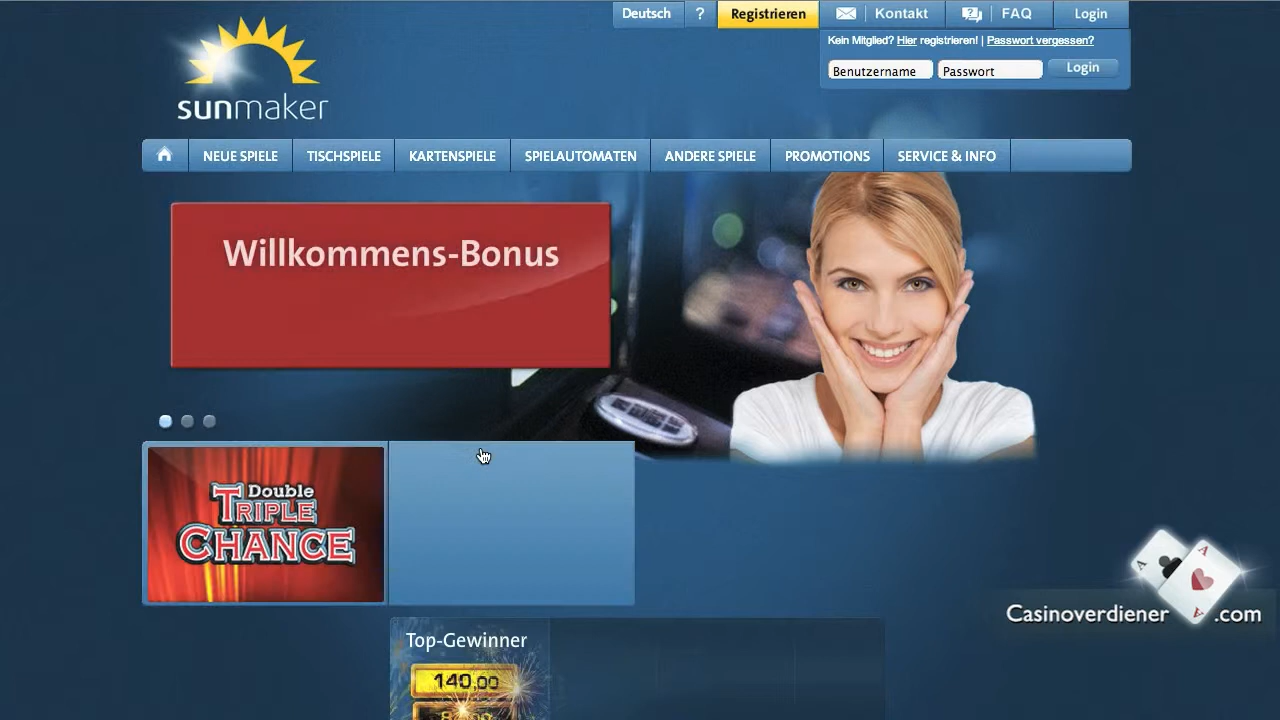 Deutsch
?
Registrieren
Kontakt
FAQ
Login
Kein Mitglied? Hier registrieren! | Passwort vergessen?
Benutzername
Passwort
Login
sunmaker
NEUE SPIELE
TISCHSPIELE
KARTENSPIELE
SPIELAUTOMATEN
ANDERE SPIELE
PROMOTIONS
SERVICE & INFO
Willkommens-Bonus
Double
TRIPLE
CHANCE
A
A
A
Casinoverdiener .com
Top-Gewinner
140,00